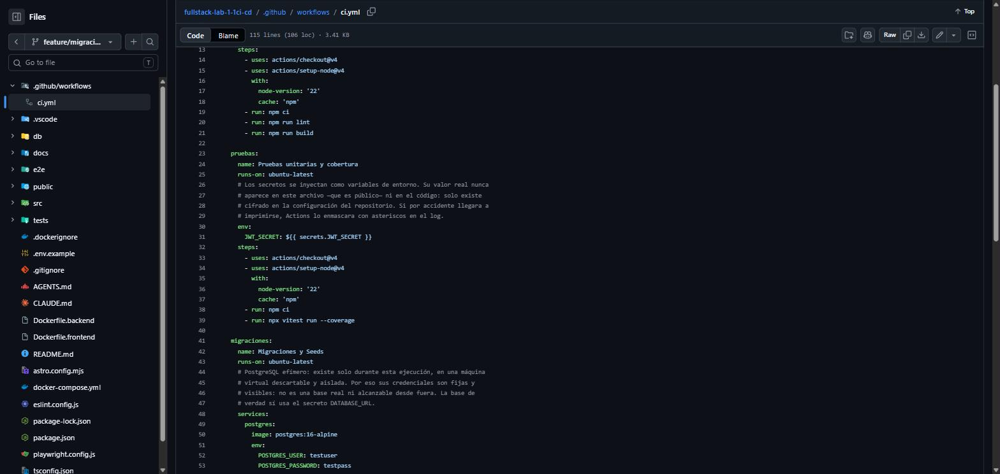 Files
feature/migraci...
Go to file
T
.github/workflows
ci.yml
.vscode
db
docs
e2e
public
src
tests
.dockerignore
.env.example
.gitignore
AGENTS.md
CLAUDE.md
Dockerfile.backend
Dockerfile.frontend
README.md
astro.config.mjs
docker-compose.yml
eslint.config.js
package-lock.json
package.json
playwright.config.js
tsconfig.json
fullstack-lab-1-1ci-cd / .github / workflows / ci.yml
Top
Code Blame 115 lines (106 loc) · 3.41 KB
Raw
13 steps:
14 - uses: actions/checkout@v4
15 - uses: actions/setup-node@v4
16 with:
17 node-version: '22'
18 cache: 'npm'
19 - run: npm ci
20 - run: npm run lint
21 - run: npm run build
22
23 pruebas:
24 name: Pruebas unitarias y cobertura
25 runs-on: ubuntu-latest
26 # Los secretos se inyectan como variables de entorno. Su valor real nunca
27 # aparece en este archivo —que es público— ni en el código: solo existe
28 # cifrado en la configuración del repositorio. Si por accidente llegara a
29 # imprimirse, Actions lo enmascara con asteriscos en el log.
30 env:
31 JWT_SECRET: ${{ secrets.JWT_SECRET }}
32 steps:
33 - uses: actions/checkout@v4
34 - uses: actions/setup-node@v4
35 with:
36 node-version: '22'
37 cache: 'npm'
38 - run: npm ci
39 - run: npx vitest run --coverage
40
41 migraciones:
42 name: Migraciones y Seeds
43 runs-on: ubuntu-latest
44 # PostgreSQL efímero: existe solo durante esta ejecución, en una máquina
45 # virtual descartable y aislada. Por eso sus credenciales son fijas y
46 # visibles: no es una base real ni alcanzable desde fuera. La base de
47 # verdad sí usa el secreto DATABASE_URL.
48 services:
49 postgres:
50 image: postgres:16-alpine
51 env:
52 POSTGRES_USER: testuser
53 POSTGRES_PASSWORD: testpass